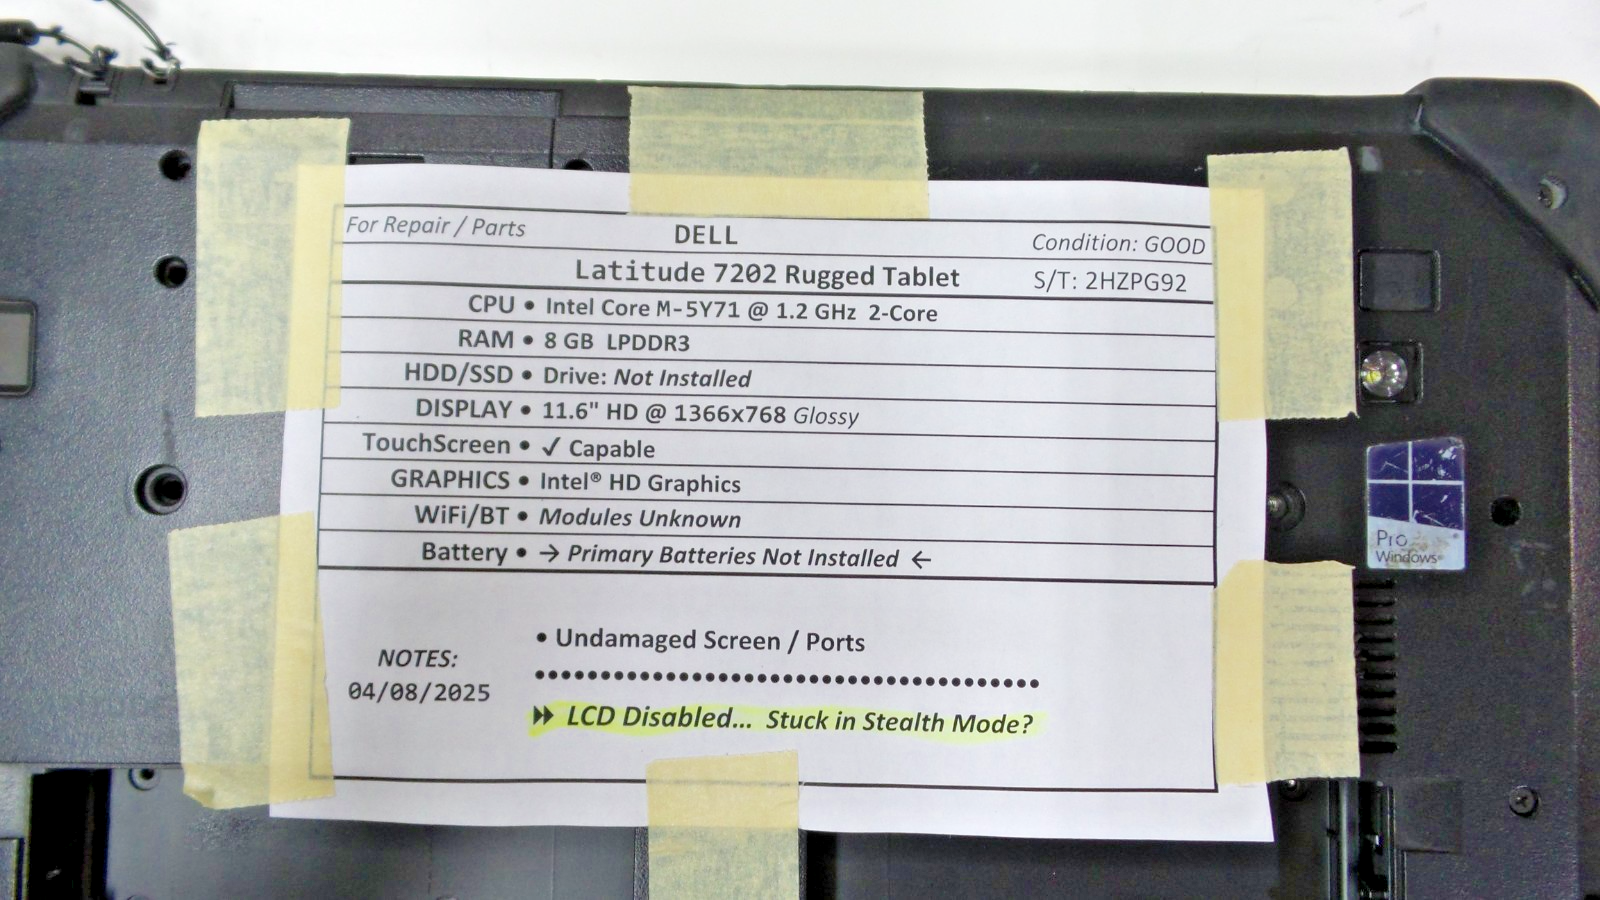 For Repair / Parts DELL Condition: GOOD
Latitude 7202 Rugged Tablet S/T: 2HZPG92
CPU • Intel Core M-5Y71 @ 1.2 GHz 2-Core
RAM • 8 GB LPDDR3
HDD/SSD • Drive: Not Installed
DISPLAY • 11.6" HD @ 1366x768 Glossy
TouchScreen • ✓ Capable
GRAPHICS • Intel® HD Graphics
WiFi/BT • Modules Unknown
Battery • → Primary Batteries Not Installed ←
• Undamaged Screen / Ports
NOTES:
04/08/2025
LCD Disabled... Stuck in Stealth Mode?
Pro
Windows®